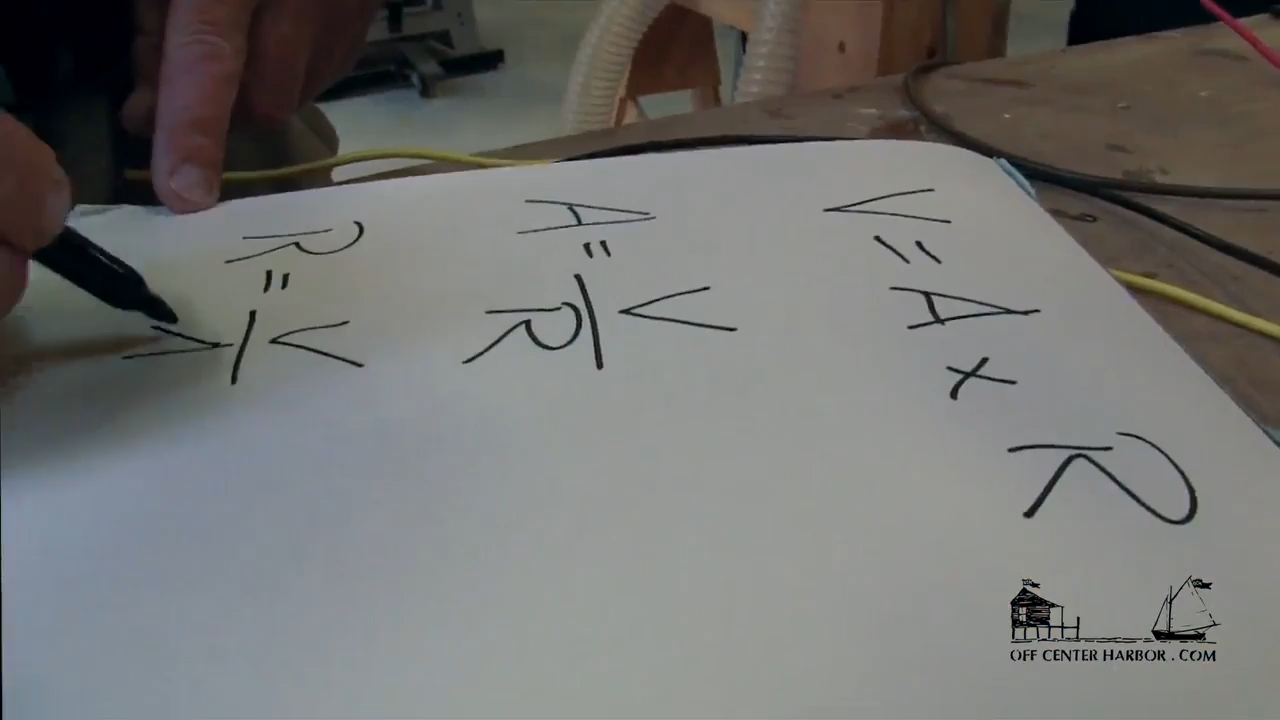 V = A x R
A = V/R
R = V/A
OFF CENTER HARBOR . COM